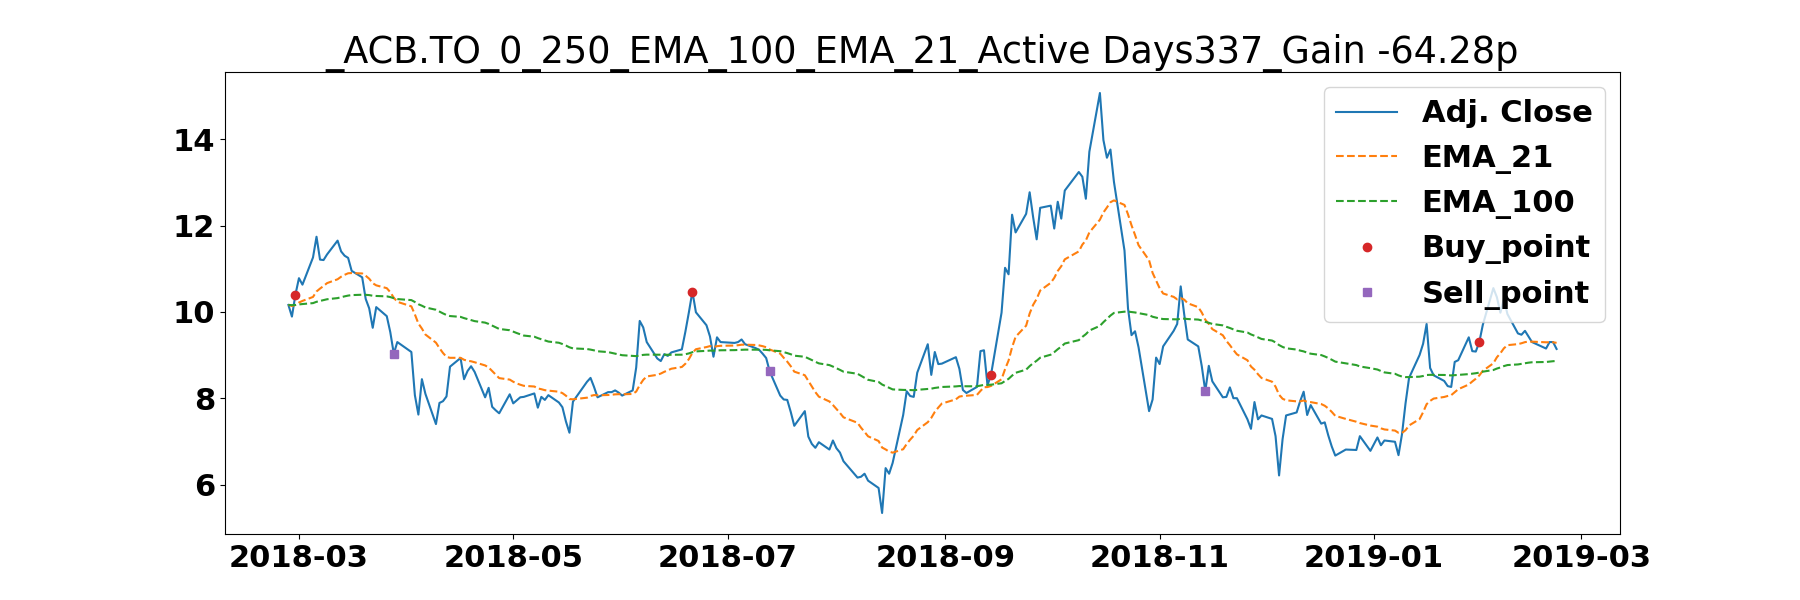 _ACB.TO_0_250_EMA_100_EMA_21_Active Days337_Gain -64.28p
14
12
10
8
6
2018-03 2018-05 2018-07 2018-09 2018-11 2019-01 2019-03
Adj. Close
EMA_21
EMA_100
Buy_point
Sell_point